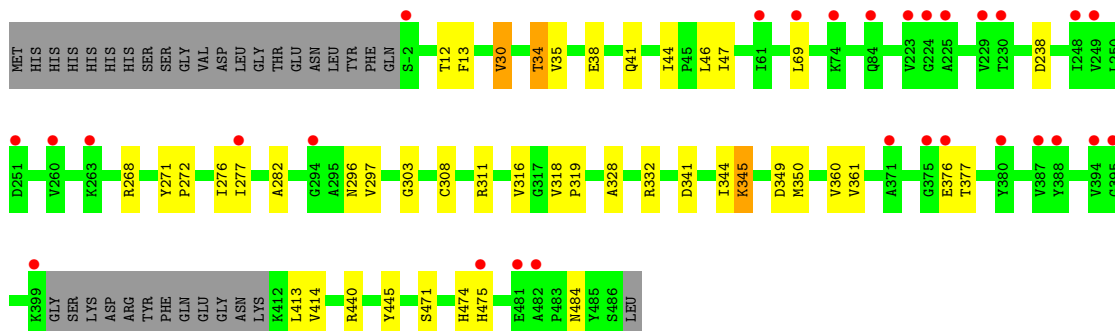 MET HIS HIS HIS HIS HIS HIS SER SER GLY VAL ASP LEU GLY THR GLU ASN LEU TYR PHE GLN S-2 T12 F13 V30 T34 V35 E38 Q41 I44 P45 L46 I47 I61 L69 K74 Q84 V223 G224 A225 V229 T230 D238 I248 V249 I250
D251 V260 K263 R268 Y271 P272 I276 I277 A282 G294 A295 N296 V297 G303 C308 R311 V316 G317 V318 P319 A328 R332 D341 I344 K345 D349 M350 V360 V361 A371 G375 E376 T377 Y380 V387 Y388 V394 G395
K399 GLY SER LYS ASP ARG TYR PHE GLN GLU GLY ASN LYS K412 L413 V414 R440 Y445 S471 H474 H475 E481 A482 P483 N484 Y485 S486 LEU